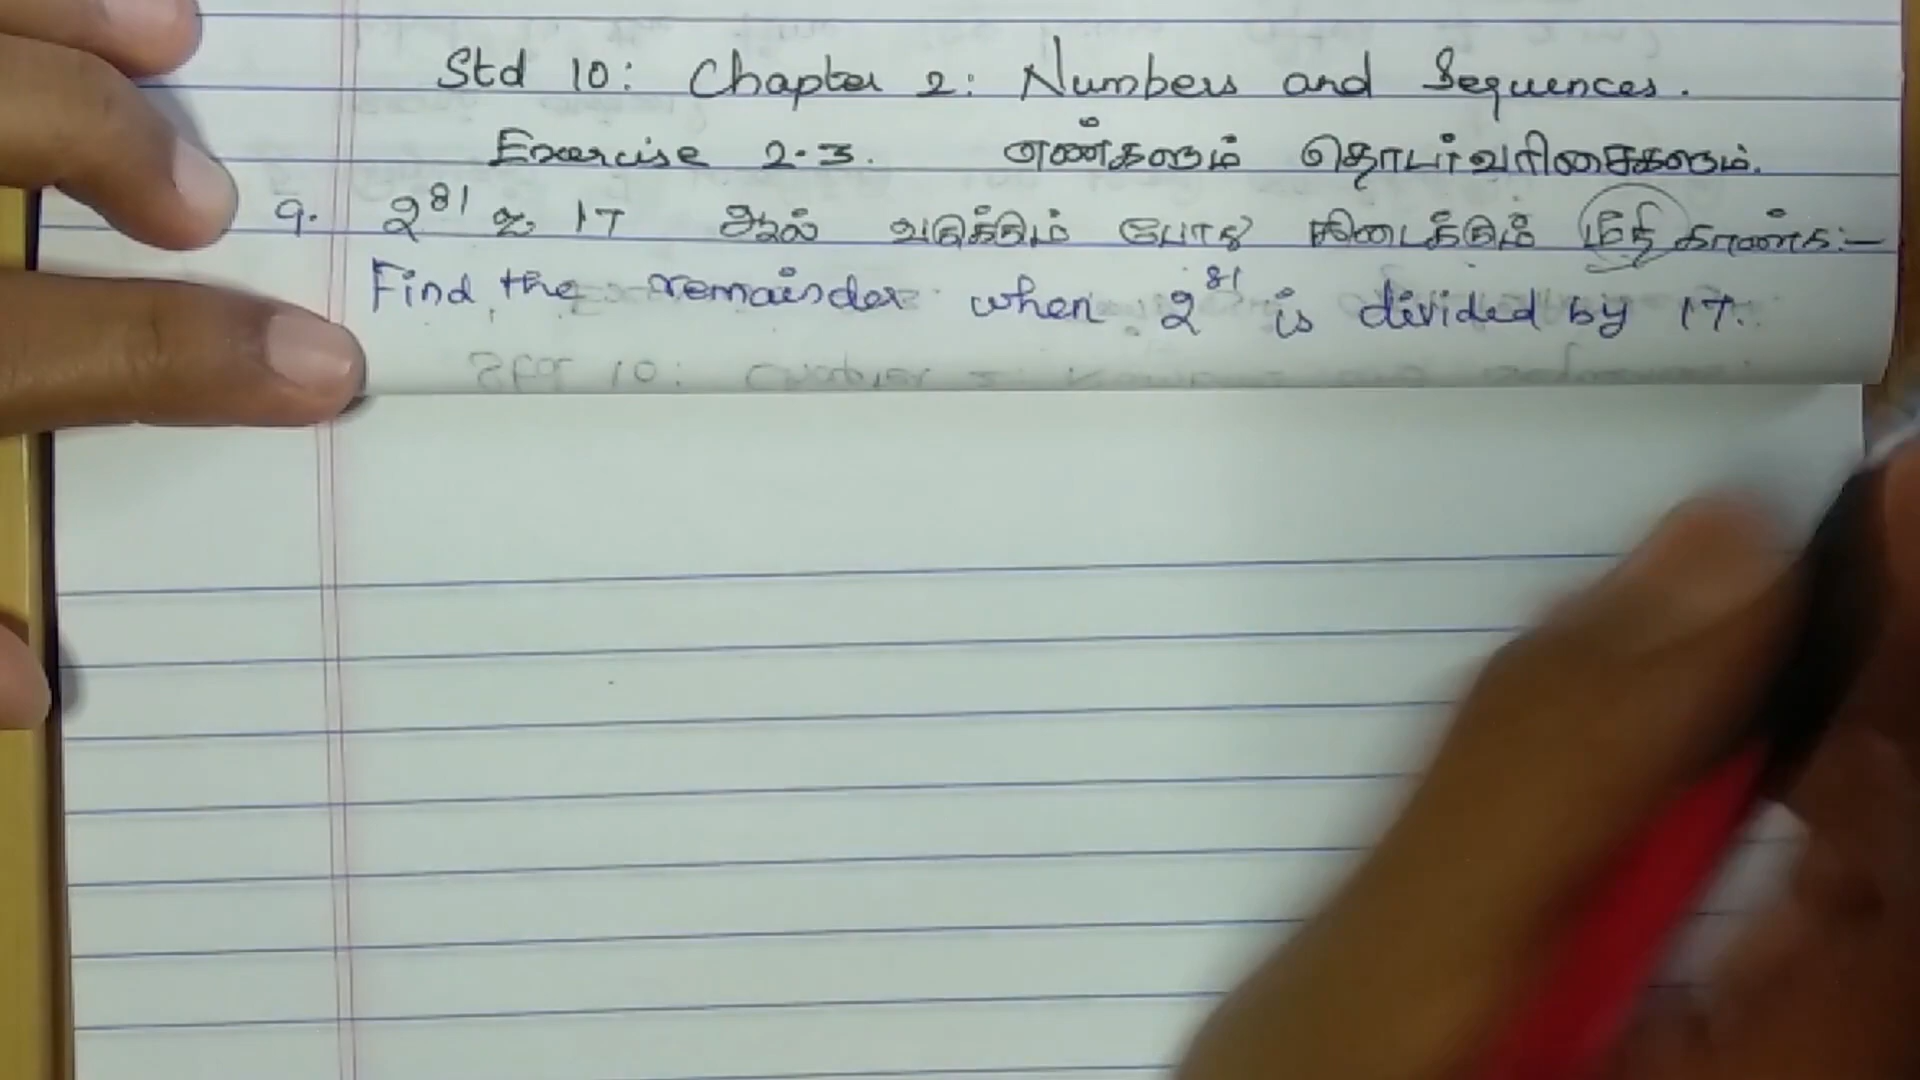 Std 10: Chapter 2: Numbers and Sequences.
Exercise 2.3. எண்களும் தொடர்வரிசைகளும்.
9. 2^81 ஐ 17 ஆல் வகுக்கும் போது கிடைக்கும் மீதி காண்க:-
Find the remainder when 2^81 is divided by 17.